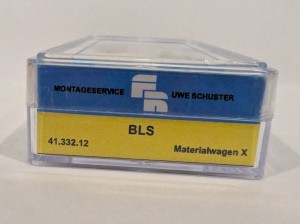 MONTAGESERVICE UWE SCHUSTER
BLS
41.332.12 Materialwagen X